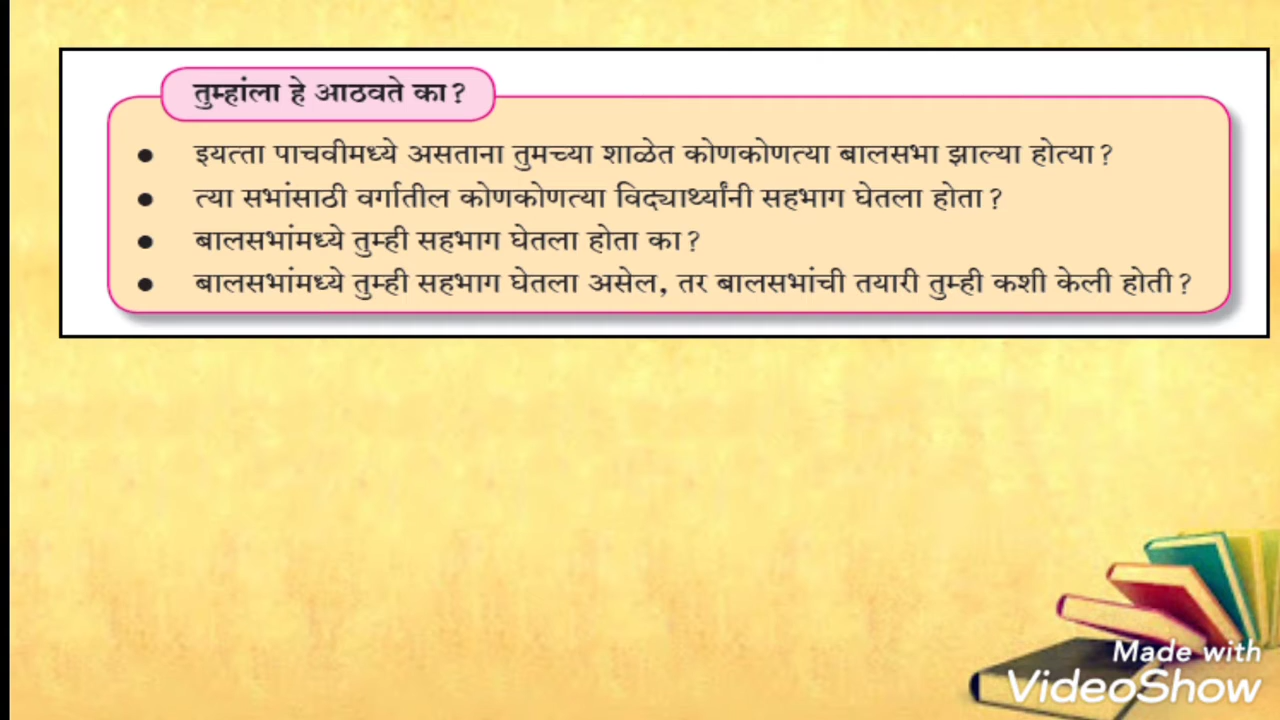 तुम्हांला हे आठवते का?
● इयत्ता पाचवीमध्ये असताना तुमच्या शाळेत कोणकोणत्या बालसभा झाल्या होत्या?
● त्या सभांसाठी वर्गातील कोणकोणत्या विद्यार्थ्यांनी सहभाग घेतला होता?
● बालसभांमध्ये तुम्ही सहभाग घेतला होता का?
● बालसभांमध्ये तुम्ही सहभाग घेतला असेल, तर बालसभांची तयारी तुम्ही कशी केली होती?
Made with
VideoShow